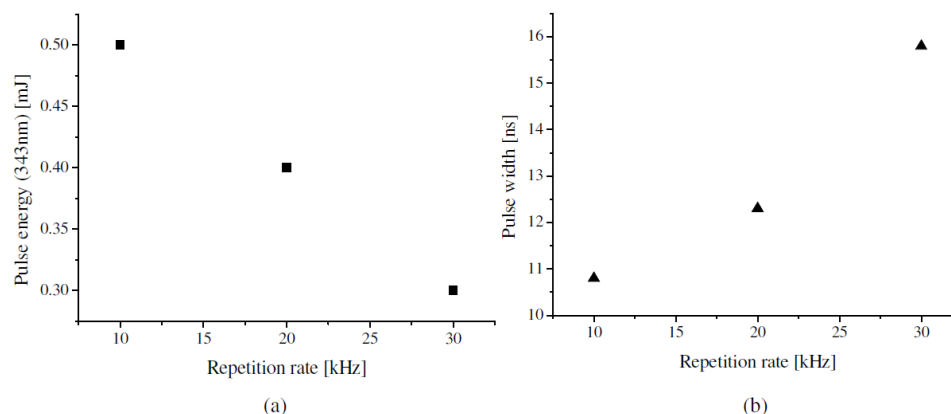 0.50
0.45
0.40
0.35
0.30
Pulse energy (343nm) [mJ]
10 15 20 25 30
Repetition rate [kHz]
(a)
16
15
14
13
12
11
10
Pulse width [ns]
10 15 20 25 30
Repetition rate [kHz]
(b)